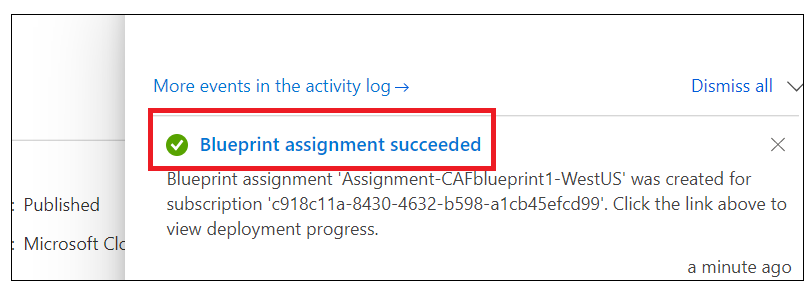 More events in the activity log →
Dismiss all
Blueprint assignment succeeded
Blueprint assignment 'Assignment-CAFblueprint1-WestUS' was created for
subscription 'c918c11a-8430-4632-b598-a1cb45efcd99'. Click the link above to
view deployment progress.
a minute ago
: Published
: Microsoft Clo